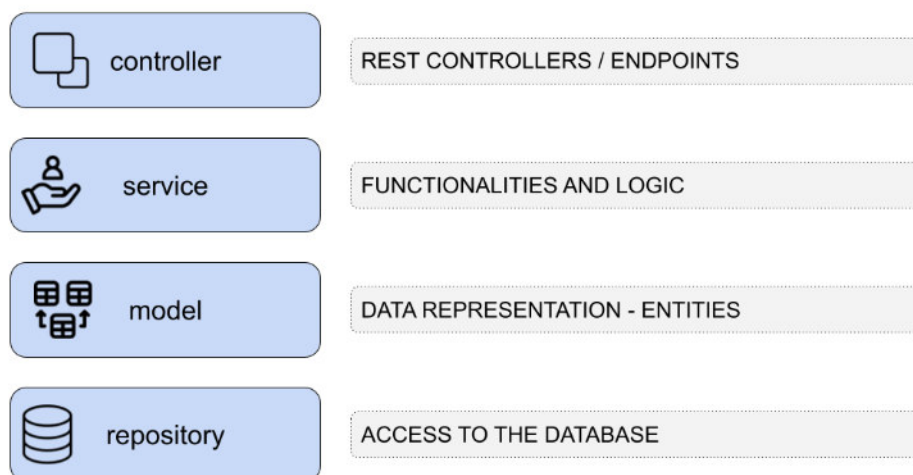 controller
REST CONTROLLERS / ENDPOINTS
service
FUNCTIONALITIES AND LOGIC
model
DATA REPRESENTATION - ENTITIES
repository
ACCESS TO THE DATABASE